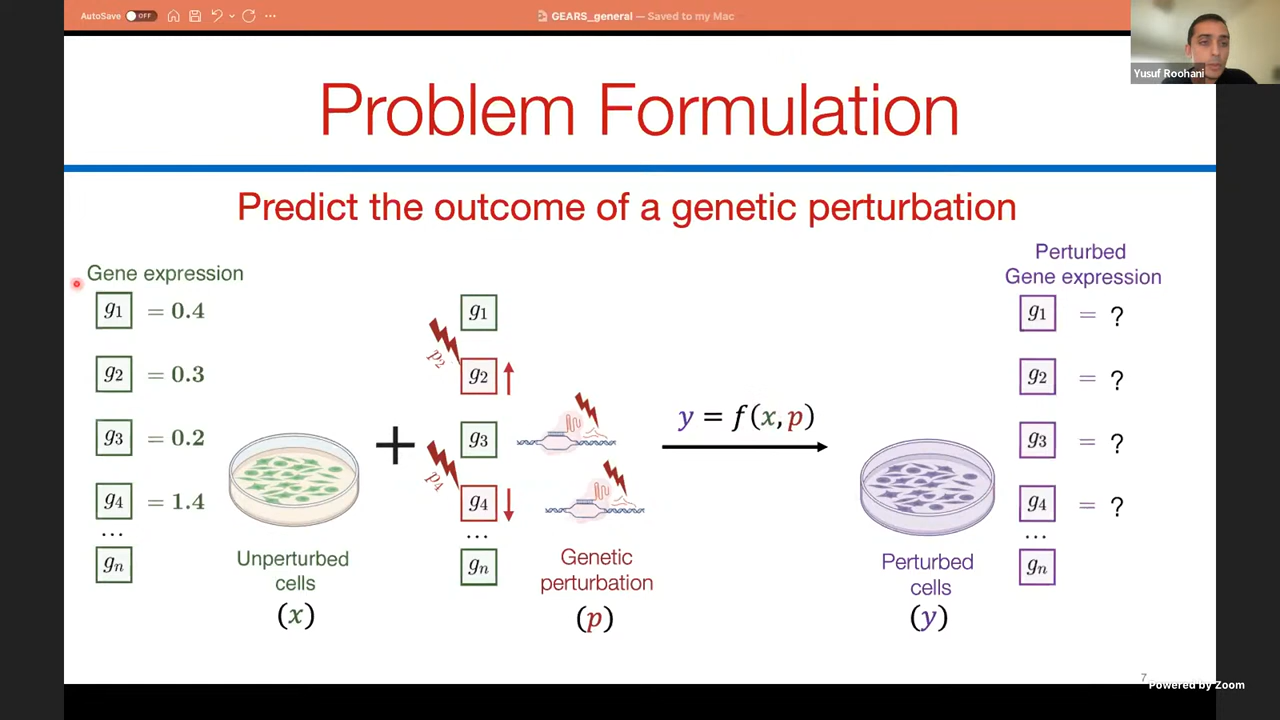 AutoSave OFF
GEARS_general — Saved to my Mac
Yusuf Roohani
Problem Formulation
Predict the outcome of a genetic perturbation
Gene expression
g1 = 0.4
g2 = 0.3
g3 = 0.2
g4 = 1.4
...
gn
Unperturbed
cells
(x)
+
g1
p2
g2
g3
p4
g4
...
gn
Genetic
perturbation
(p)
y = f(x, p)
Perturbed
cells
(y)
Perturbed
Gene expression
g1 = ?
g2 = ?
g3 = ?
g4 = ?
...
gn
7
Powered by Zoom